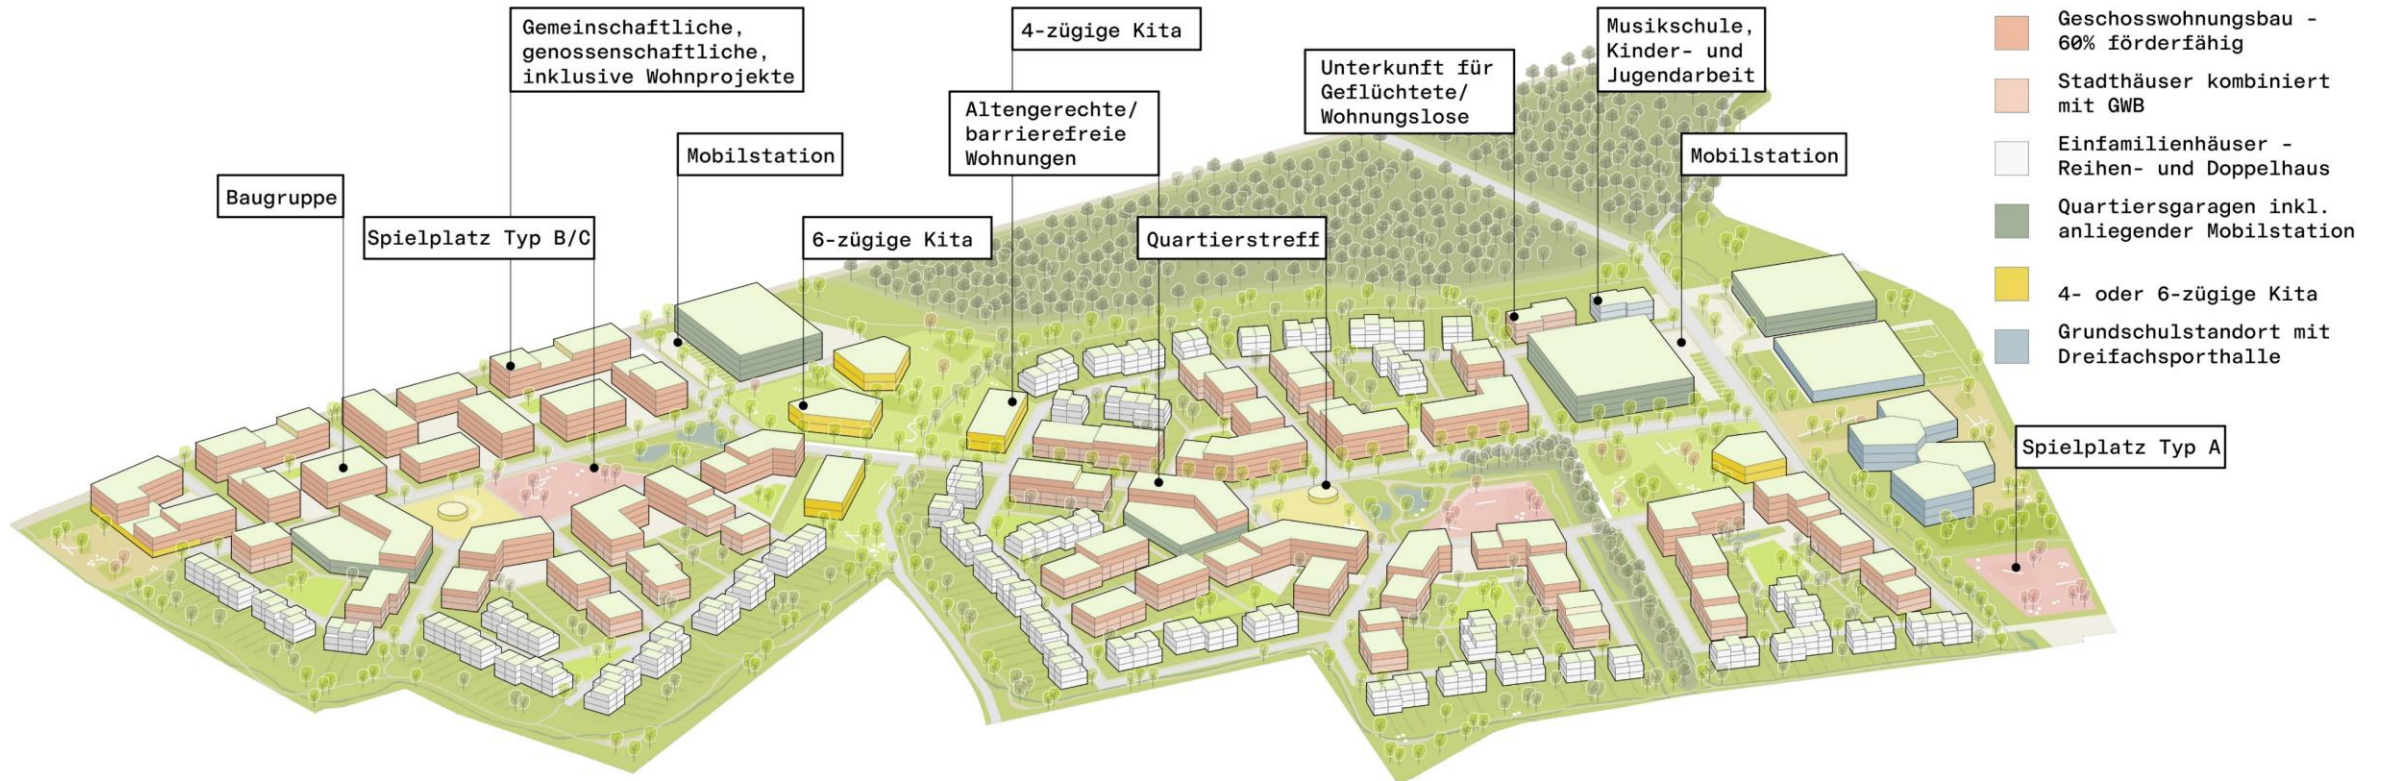 Gemeinschaftliche,
genossenschaftliche,
inklusive Wohnprojekte
4-zügige Kita
Musikschule,
Kinder- und
Jugendarbeit
Unterkunft für
Geflüchtete/
Wohnungslose
Altengerechte/
barrierefreie
Wohnungen
Mobilstation
Mobilstation
Baugruppe
Spielplatz Typ B/C
6-zügige Kita
Quartierstreff
Spielplatz Typ A
Geschosswohnungsbau -
60% förderfähig
Stadthäuser kombiniert
mit GWB
Einfamilienhäuser -
Reihen- und Doppelhaus
Quartiersgaragen inkl.
anliegender Mobilstation
4- oder 6-zügige Kita
Grundschulstandort mit
Dreifachsporthalle